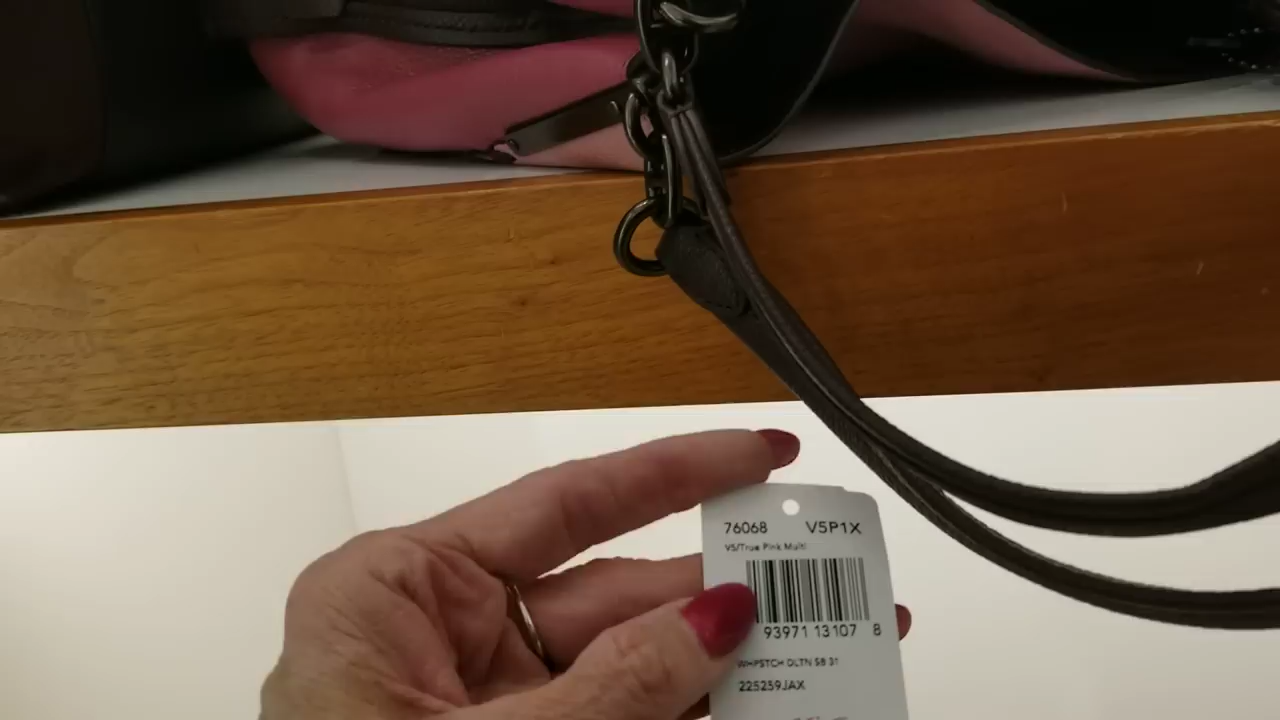 76068 V5P1X
V5/True Pink Multi
93971 13107 8
WHPSTCH DLTN SB 31
225259JAX